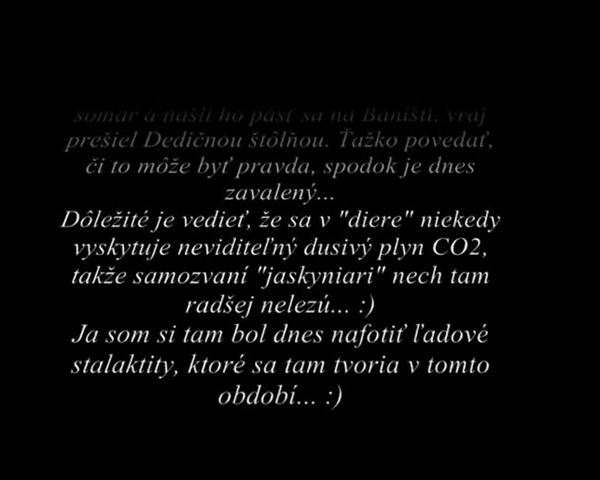 somár a našli ho pásť sa na Baništi, vraj
prešiel Dedičnou štôlňou. Ťažko povedať,
či to môže byť pravda, spodok je dnes
zavalený...
Dôležité je vedieť, že sa v "diere" niekedy
vyskytuje neviditeľný dusivý plyn CO2,
takže samozvaní "jaskyniari" nech tam
radšej nelezú... :)
Ja som si tam bol dnes nafotiť ľadové
stalaktity, ktoré sa tam tvoria v tomto
období... :)